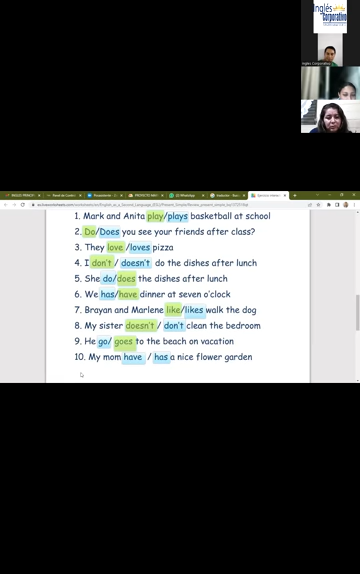 Inglés
Corporativo
Inglés Corporativo
1. Mark and Anita play/plays basketball at school
2. Do/Does you see your friends after class?
3. They love /loves pizza
4. I don't / doesn't do the dishes after lunch
5. She do/does the dishes after lunch
6. We has/have dinner at seven o'clock
7. Brayan and Marlene like/likes walk the dog
8. My sister doesn't / don't clean the bedroom
9. He go/ goes to the beach on vacation
10. My mom have / has a nice flower garden